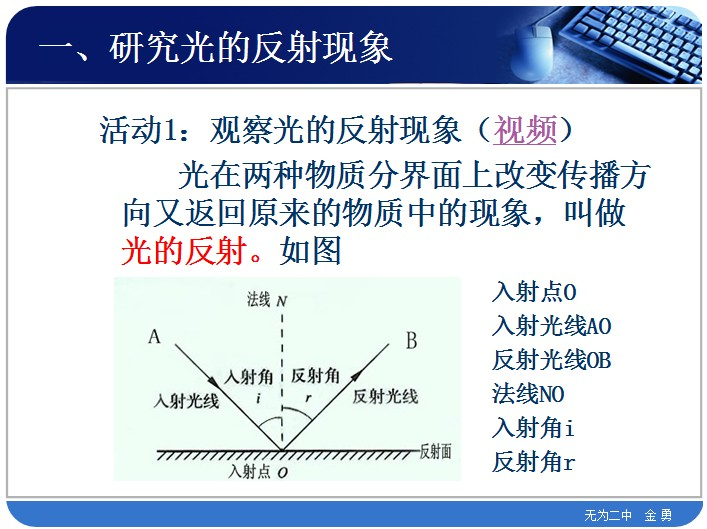 一、研究光的反射现象
活动1：观察光的反射现象（视频）
光在两种物质分界面上改变传播方
向又返回原来的物质中的现象，叫做
光的反射。如图
法线 N
A
B
入射角
反射角
i
r
入射光线
反射光线
反射面
入射点 O
入射点O
入射光线AO
反射光线OB
法线NO
入射角i
反射角r
无为二中 金 勇